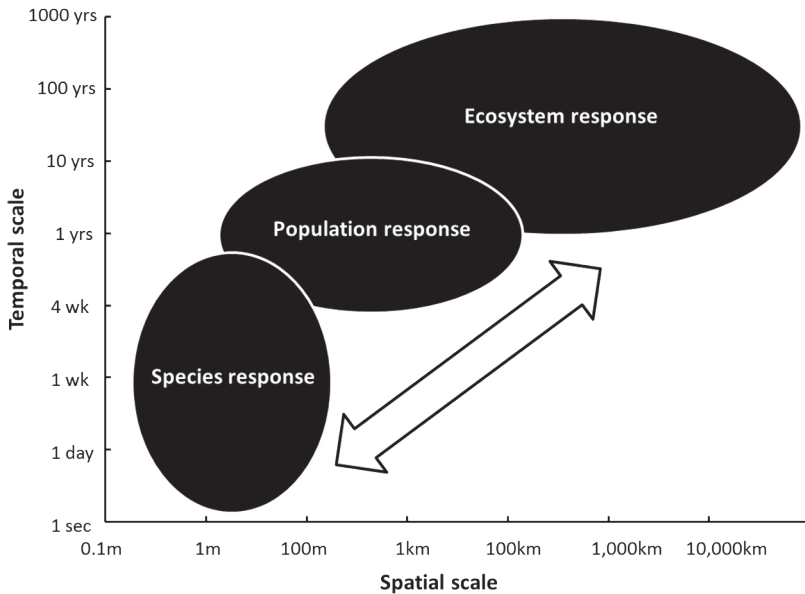 1000 yrs
100 yrs
10 yrs
1 yrs
4 wk
1 wk
1 day
1 sec
Temporal scale
Ecosystem response
Population response
Species response
0.1m 1m 100m 1km 100km 1,000km 10,000km
Spatial scale